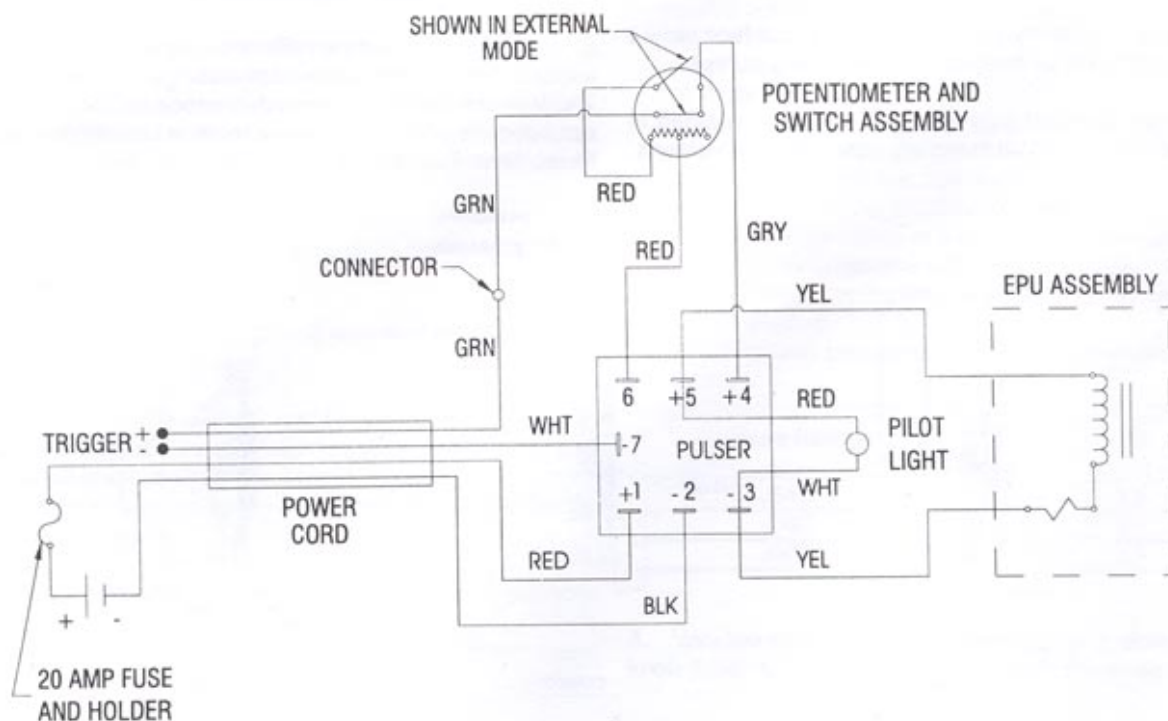 SHOWN IN EXTERNAL
MODE
POTENTIOMETER AND
SWITCH ASSEMBLY
RED
GRN
RED
GRY
CONNECTOR
YEL
EPU ASSEMBLY
GRN
6 +5 +4
RED
WHT
TRIGGER + -
-7
PULSER
PILOT
LIGHT
+1 -2 -3
WHT
POWER
CORD
RED
YEL
BLK
+ -
20 AMP FUSE
AND HOLDER